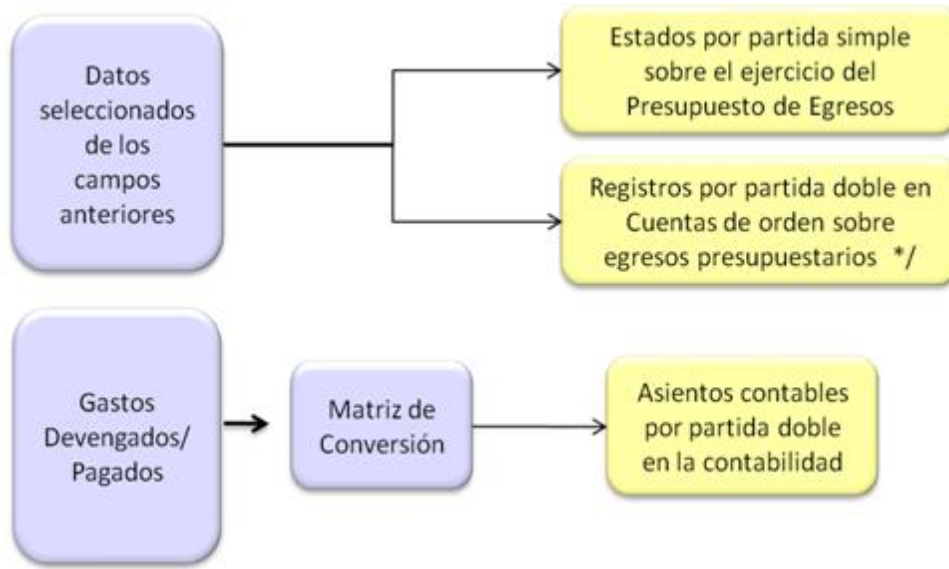 Datos
seleccionados
de los
campos
anteriores
Estados por partida simple
sobre el ejercicio del
Presupuesto de Egresos
Registros por partida doble en
Cuentas de orden sobre
egresos presupuestarios */
Gastos
Devengados/
Pagados
Matriz de
Conversión
Asientos contables
por partida doble
en la contabilidad